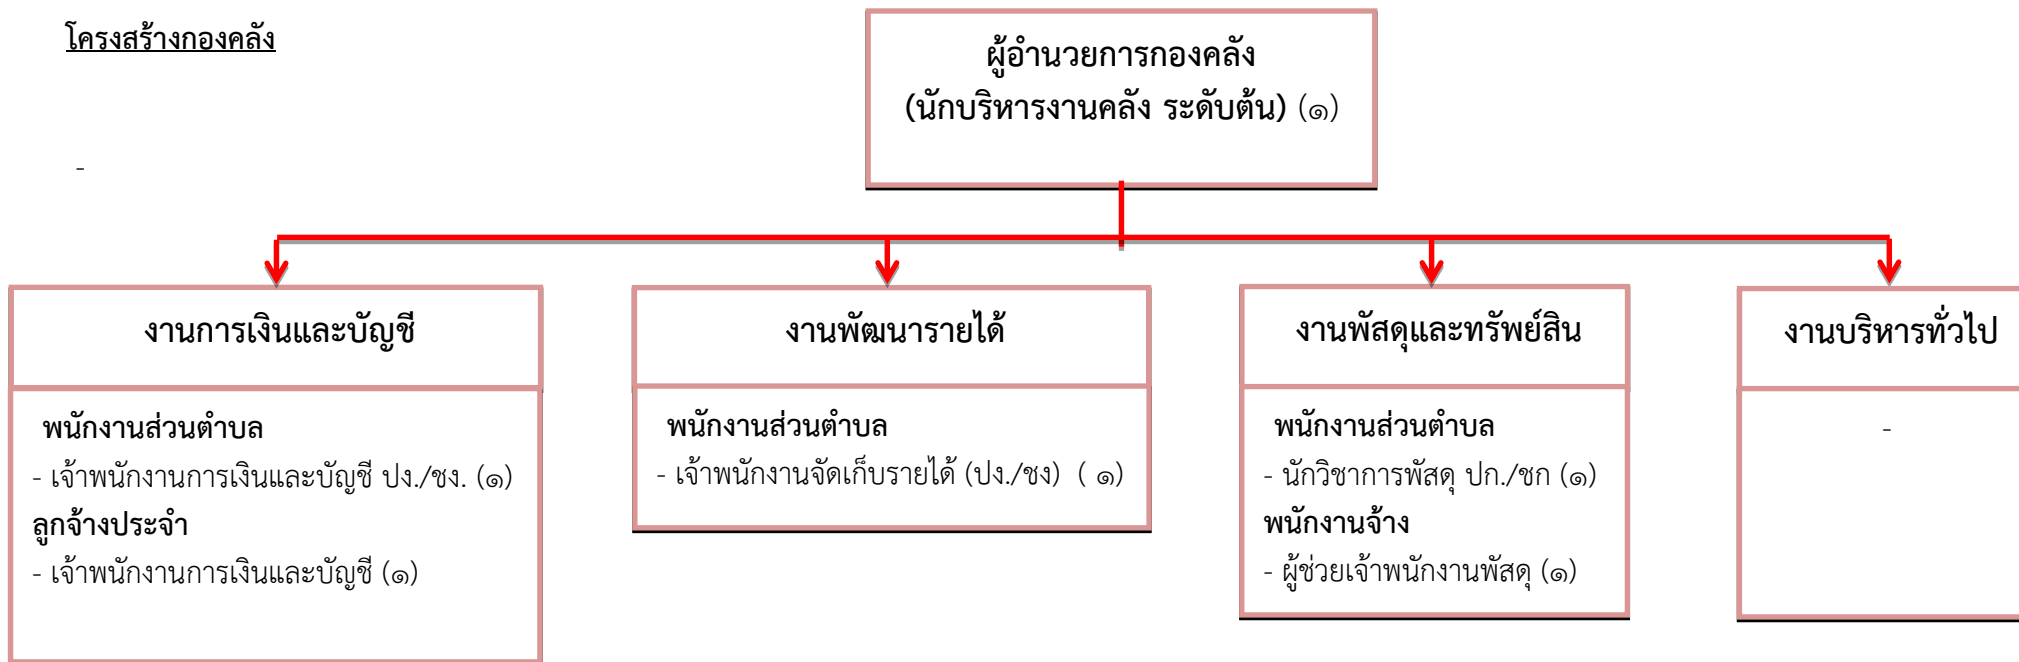 โครงสร้างกองคลัง
ผู้อำนวยการกองคลัง
(นักบริหารงานคลัง ระดับต้น) (๑)
-
งานการเงินและบัญชี
พนักงานส่วนตำบล
- เจ้าพนักงานการเงินและบัญชี ปง./ชง. (๑)
ลูกจ้างประจำ
- เจ้าพนักงานการเงินและบัญชี (๑)
งานพัฒนารายได้
พนักงานส่วนตำบล
- เจ้าพนักงานจัดเก็บรายได้ (ปง./ชง) ( ๑)
งานพัสดุและทรัพย์สิน
พนักงานส่วนตำบล
- นักวิชาการพัสดุ ปก./ชก (๑)
พนักงานจ้าง
- ผู้ช่วยเจ้าพนักงานพัสดุ (๑)
งานบริหารทั่วไป
-